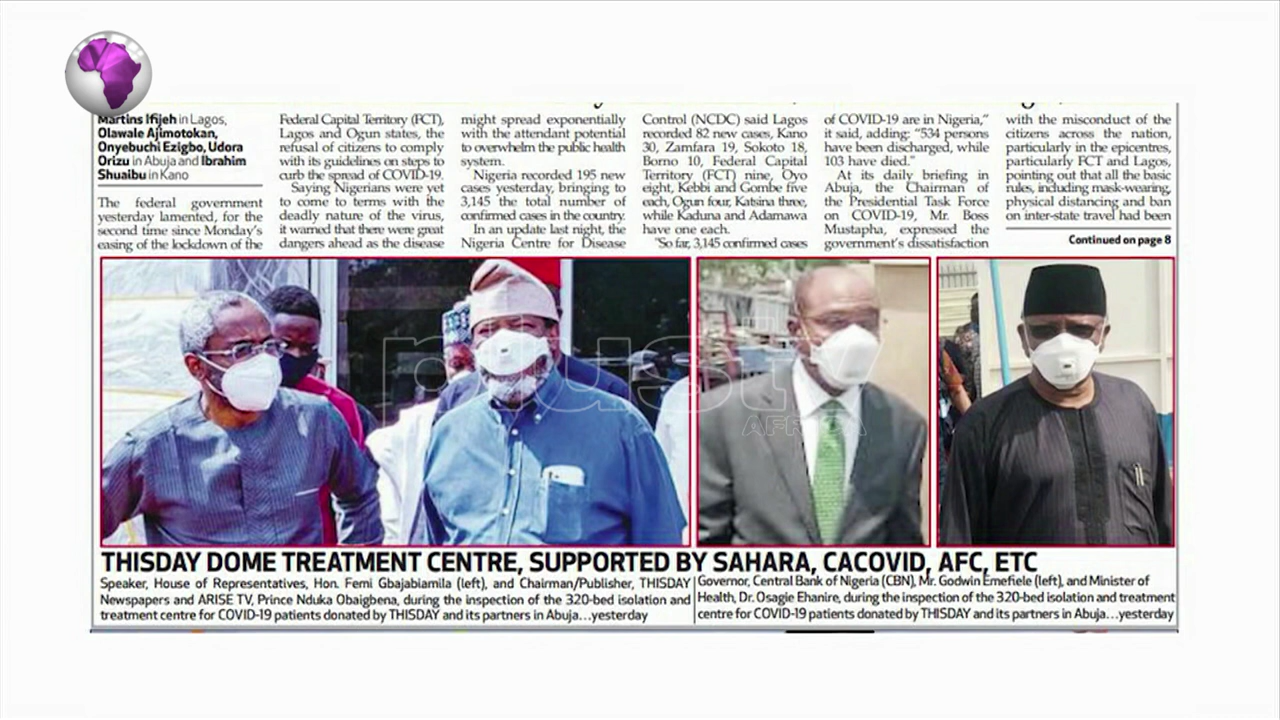 Martins Ifijeh in Lagos,
Olawale Ajimotokan,
Onyebuchi Ezigbo, Udora
Orizu in Abuja and Ibrahim
Shuaibu in Kano
The federal government
yesterday lamented, for the
second time since Monday's
easing of the lockdown of the
Federal Capital Territory (FCT),
Lagos and Ogun states, the
refusal of citizens to comply
with its guidelines on steps to
curb the spread of COVID-19.
Saying Nigerians were yet
to come to terms with the
deadly nature of the virus,
it warned that there were great
dangers ahead as the disease
might spread exponentially
with the attendant potential
to overwhelm the public health
system.
Nigeria recorded 195 new
cases yesterday, bringing to
3,145 the total number of
confirmed cases in the country.
In an update last night, the
Nigeria Centre for Disease
Control (NCDC) said Lagos
recorded 82 new cases, Kano
30, Zamfara 19, Sokoto 18,
Borno 10, Federal Capital
Territory (FCT) nine, Oyo
eight, Kebbi and Gombe five
each, Ogun four, Katsina three,
while Kaduna and Adamawa
have one each.
"So far, 3,145 confirmed cases
of COVID-19 are in Nigeria,"
it said, adding: "534 persons
have been discharged, while
103 have died."
At its daily briefing in
Abuja, the Chairman of
the Presidential Task Force
on COVID-19, Mr. Boss
Mustapha, expressed the
government's dissatisfaction
with the misconduct of the
citizens across the nation,
particularly in the epicentres,
particularly FCT and Lagos,
pointing out that all the basic
rules, including mask-wearing,
physical distancing and ban
on inter-state travel had been
Continued on page 8
plustv
AFRICA
THISDAY DOME TREATMENT CENTRE, SUPPORTED BY SAHARA, CACOVID, AFC, ETC
Speaker, House of Representatives, Hon. Femi Gbajabiamila (left), and Chairman/Publisher, THISDAY
Newspapers and ARISE TV, Prince Nduka Obaigbena, during the inspection of the 320-bed isolation and
treatment centre for COVID-19 patients donated by THISDAY and its partners in Abuja...yesterday
Governor, Central Bank of Nigeria (CBN), Mr. Godwin Emefiele (left), and Minister of
Health, Dr. Osagie Ehanire, during the inspection of the 320-bed isolation and treatment
centre for COVID-19 patients donated by THISDAY and its partners in Abuja...yesterday